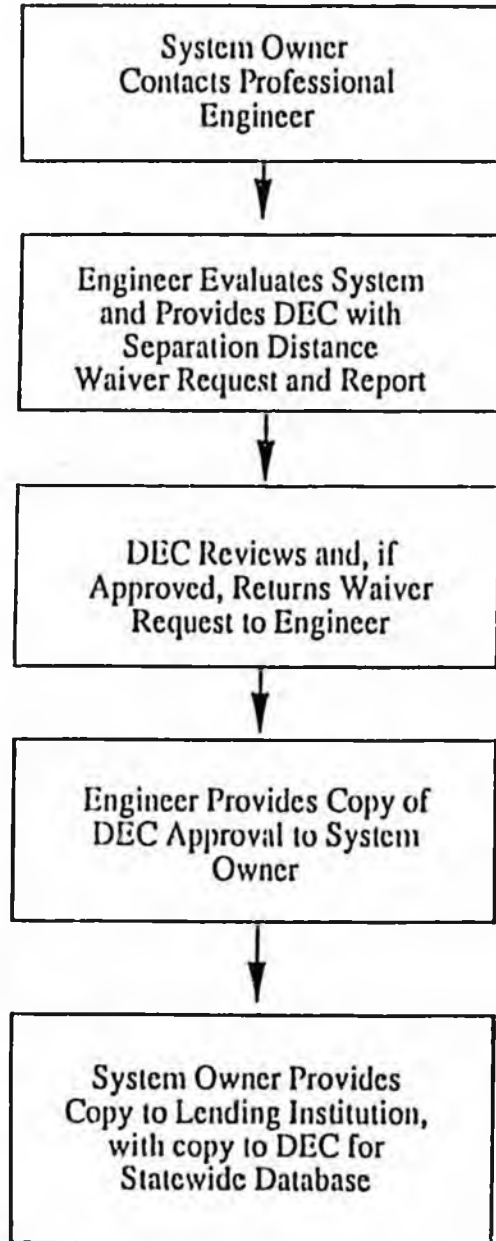 System Owner
Contacts Professional
Engineer
Engineer Evaluates System
and Provides DEC with
Separation Distance
Waiver Request and Report
DEC Reviews and, if
Approved, Returns Waiver
Request to Engineer
Engineer Provides Copy of
DEC Approval to System
Owner
System Owner Provides
Copy to Lending Institution,
with copy to DEC for
Statewide Database